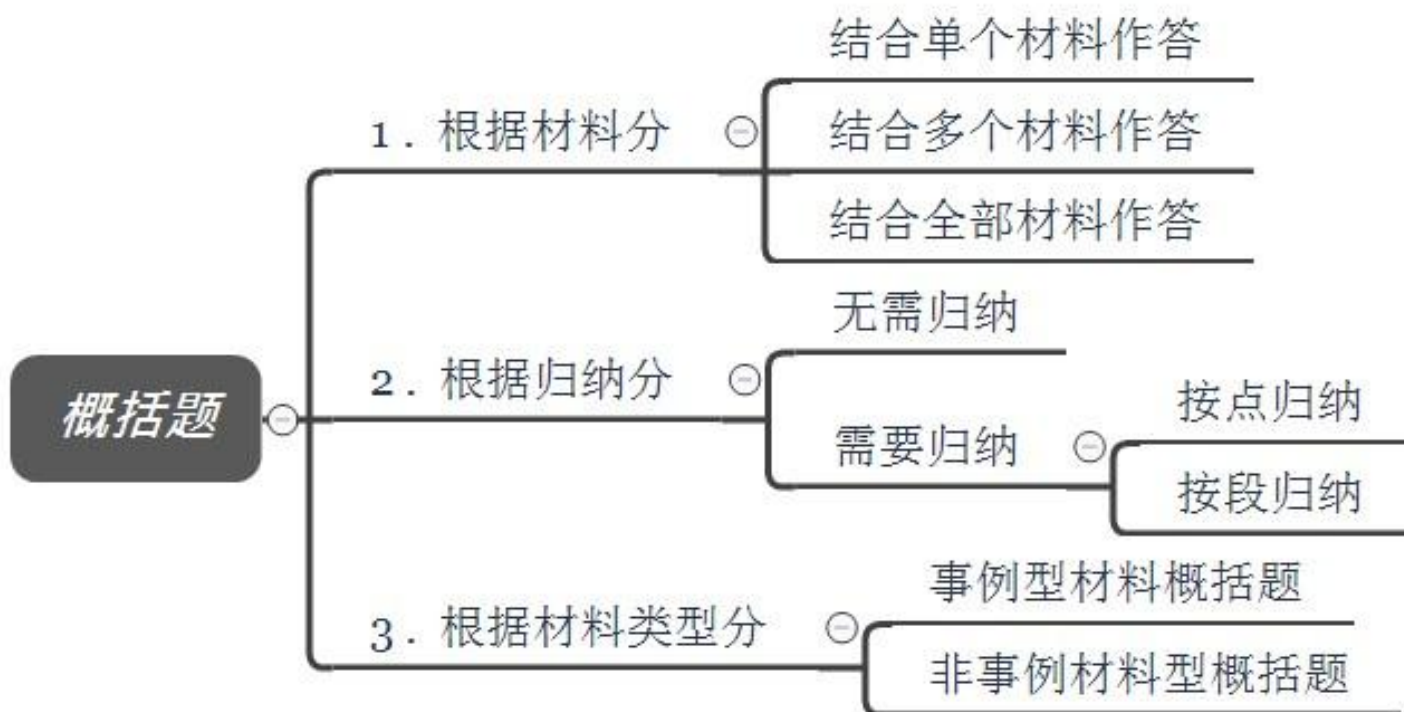 概括题
1. 根据材料分
结合单个材料作答
结合多个材料作答
结合全部材料作答
2. 根据归纳分
无需归纳
需要归纳
按点归纳
按段归纳
3. 根据材料类型分
事例型材料概括题
非事例材料型概括题